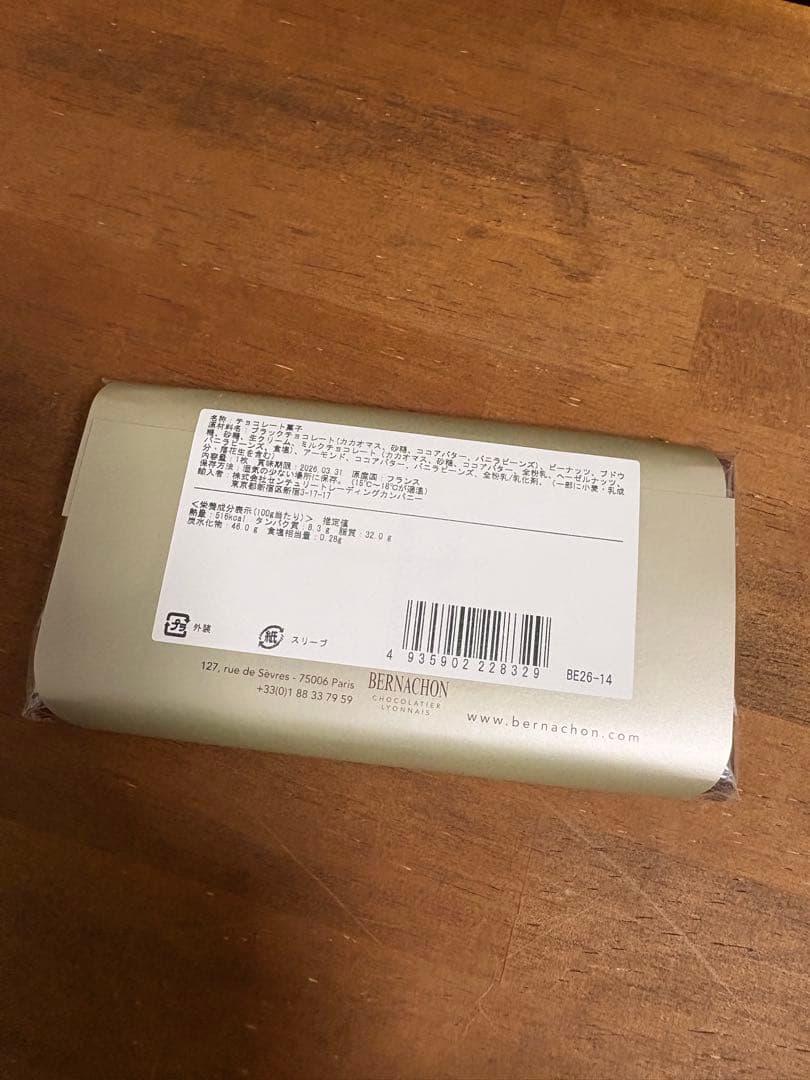 名称：チョコレート菓子
原材料名：ブラックチョコレート(カカオマス、砂糖、ココアバター、バニラビーンズ)、ピーナッツ、ブドウ
糖、砂糖、生クリーム、ミルクチョコレート(カカオマス、砂糖、ココアバター、全粉乳、ヘーゼルナッツ、
バニラビーンズ、食塩)、アーモンド、ココアバター、バニラビーンズ、全粉乳/乳化剤、(一部に小麦・乳成
分・落花生を含む)
内容量：1枚 賞味期限：2026.03.31 原産国：フランス
保存方法：湿気の少ない場所に保存。(15℃~18℃が適温)
輸入者：株式会社センチュリートレーディングカンパニー
東京都新宿区新宿3-17-17
<栄養成分表示(100g当たり)> 推定値
熱量：516kcal タンパク質：8.3g 脂質：32.0g
炭水化物：46.0g 食塩相当量：0.28g
プラ 外装
紙 スリーブ
4 935902 228329
BE26-14
127, rue de Sèvres - 75006 Paris
+33(0)1 88 33 79 59
BERNACHON
CHOCOLATIER
LYONNAIS
www.bernachon.com